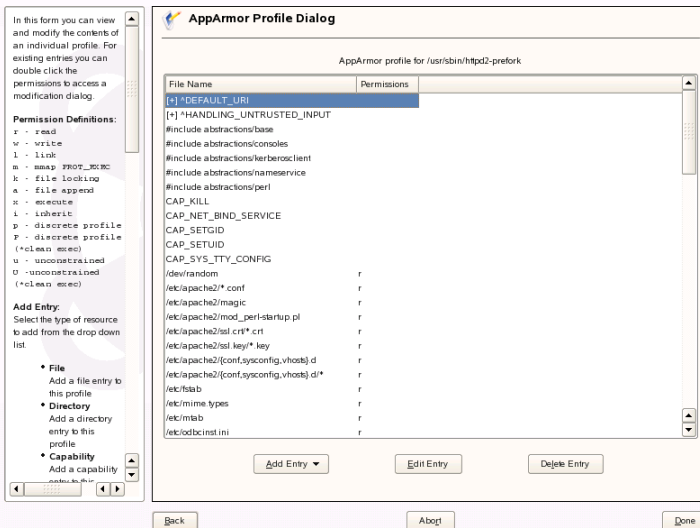 In this form you can view
and modify the contents of
an individual profile. For
existing entries you can
double click the
permissions to access a
modification dialog.
Permission Definitions:
r - read
w - write
l - link
m - mmap PROT_EXEC
k - file locking
a - file append
x - execute
i - inherit
p - discrete profile
P - discrete profile
(*clean exec)
u - unconstrained
U -unconstrained
(*clean exec)
Add Entry:
Select the type of resource
to add from the drop down
list.
File
Add a file entry to
this profile
Directory
Add a directory
entry to this
profile
Capability
Add a capability
entry to this
AppArmor Profile Dialog
AppArmor profile for /usr/sbin/httpd2-prefork
File Name Permissions
[+] ^DEFAULT_URI
[+] ^HANDLING_UNTRUSTED_INPUT
#include abstractions/base
#include abstractions/consoles
#include abstractions/kerberosclient
#include abstractions/nameservice
#include abstractions/perl
CAP_KILL
CAP_NET_BIND_SERVICE
CAP_SETGID
CAP_SETUID
CAP_SYS_TTY_CONFIG
/dev/random r
/etc/apache2/*.conf r
/etc/apache2/magic r
/etc/apache2/mod_perl-startup.pl r
/etc/apache2/ssl.crt/*.crt r
/etc/apache2/ssl.key/*.key r
/etc/apache2/{conf,sysconfig,vhosts}.d r
/etc/apache2/{conf,sysconfig,vhosts}.d/* r
/etc/fstab r
/etc/mime.types r
/etc/mtab r
/etc/odbcinst.ini r
Add Entry Edit Entry Delete Entry
Back Abort Done